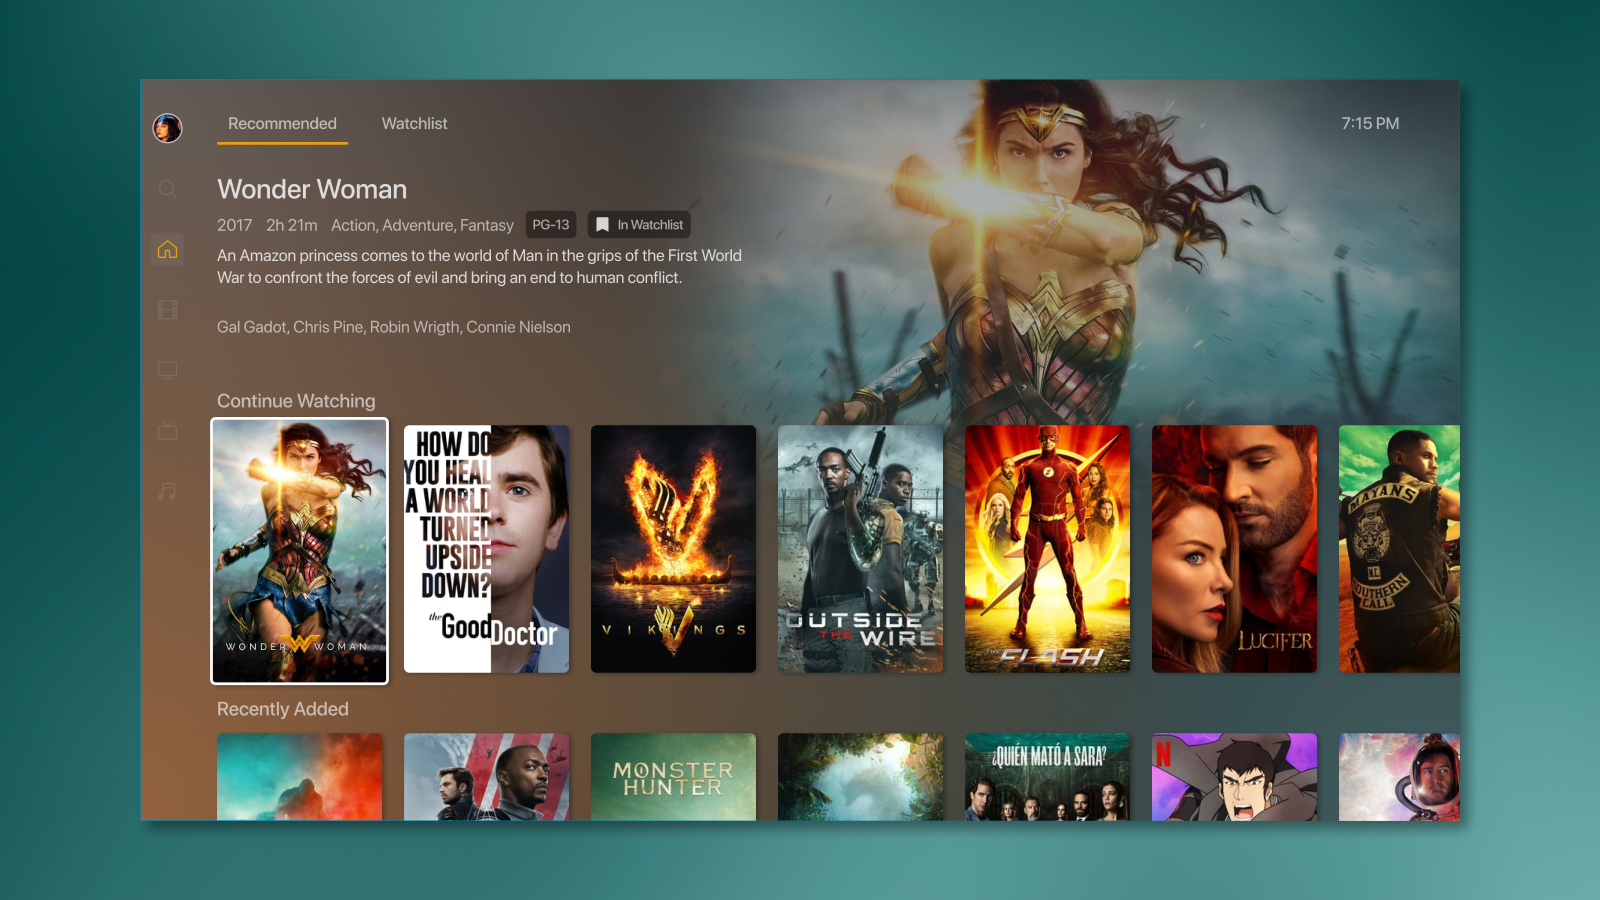 Recommended
Watchlist
7:15 PM
Wonder Woman
2017 2h 21m Action, Adventure, Fantasy PG-13 In Watchlist
An Amazon princess comes to the world of Man in the grips of the First World
War to confront the forces of evil and bring an end to human conflict.
Gal Gadot, Chris Pine, Robin Wrigth, Connie Nielson
Continue Watching
WONDER WOMAN
HOW DO
YOU HEAL
A WORLD
TURNED
UPSIDE
DOWN?
the Good Doctor
VIKINGS
OUTSIDE
THE WIRE
THE FLASH
LUCIFER
MAYANS
SOUTHERN
CALL
Recently Added
MONSTER
HUNTER
¿QUIÉN MATÓ A SARA?
N